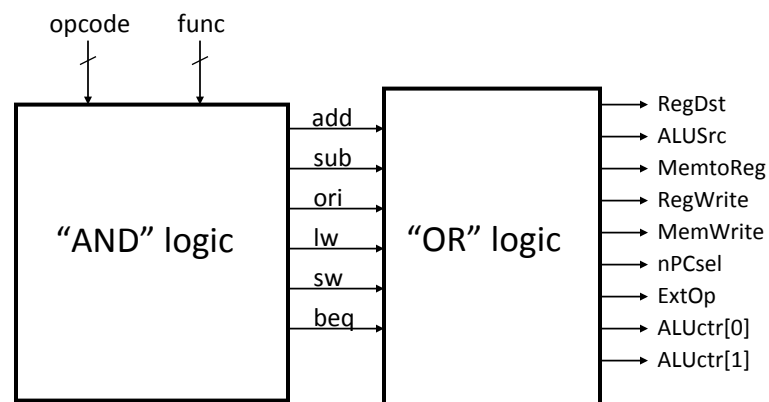 opcode func
add
sub
ori
lw
sw
beq
“AND” logic
“OR” logic
RegDst
ALUSrc
MemtoReg
RegWrite
MemWrite
nPCsel
ExtOp
ALUctr[0]
ALUctr[1]